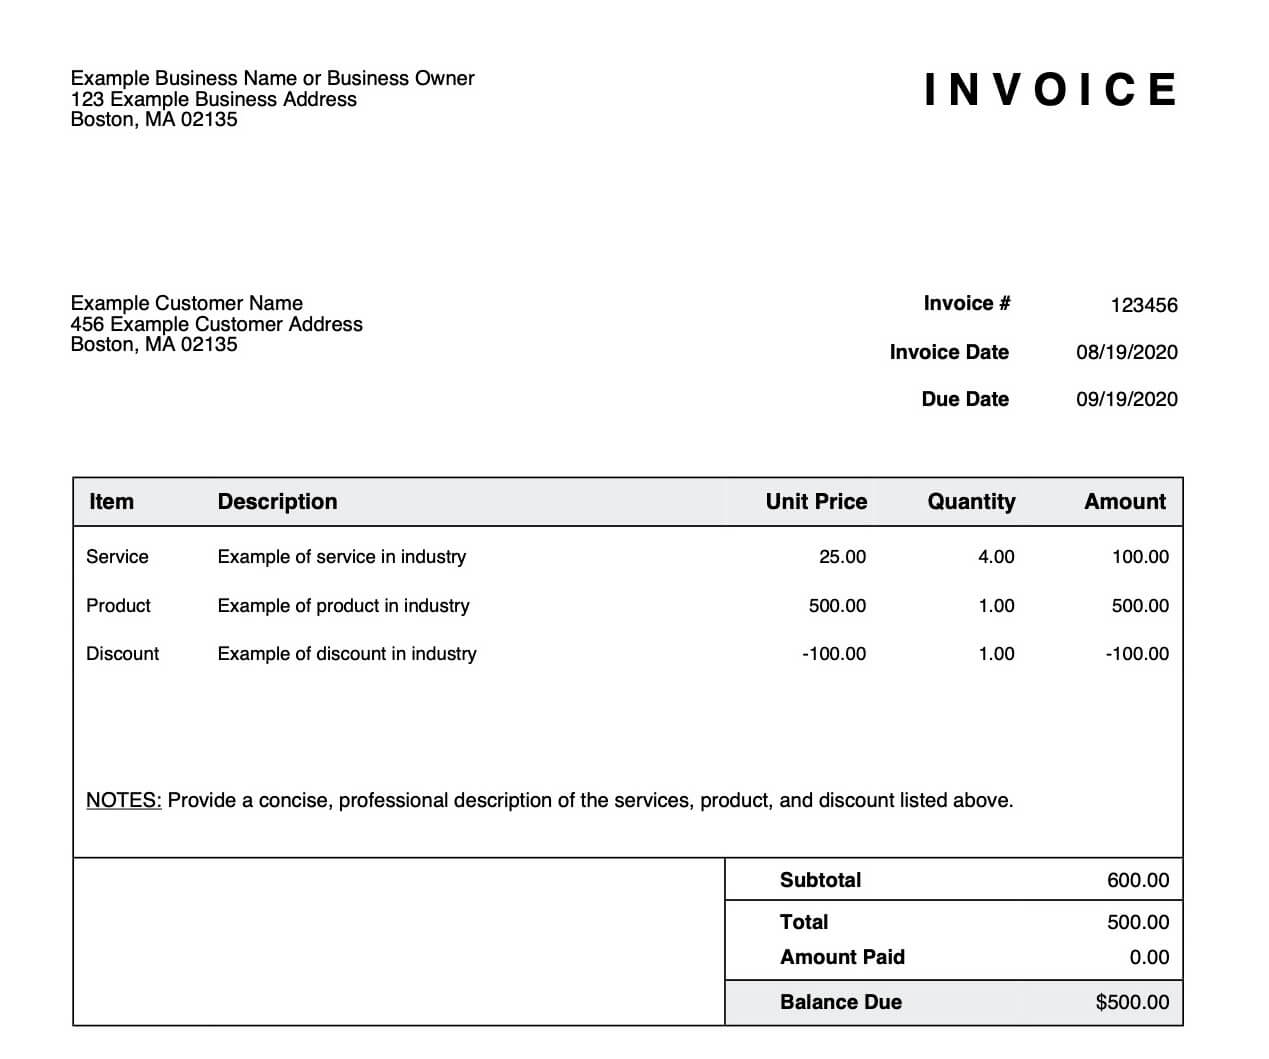 Example Business Name or Business Owner
123 Example Business Address
Boston, MA 02135
INVOICE
Example Customer Name
456 Example Customer Address
Boston, MA 02135
Invoice # 123456
Invoice Date 08/19/2020
Due Date 09/19/2020
Item Description Unit Price Quantity Amount
Service Example of service in industry 25.00 4.00 100.00
Product Example of product in industry 500.00 1.00 500.00
Discount Example of discount in industry -100.00 1.00 -100.00
NOTES: Provide a concise, professional description of the services, product, and discount listed above.
Subtotal 600.00
Total 500.00
Amount Paid 0.00
Balance Due $500.00